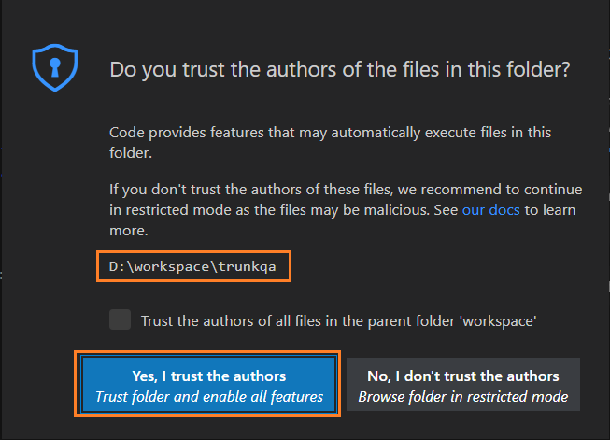 Do you trust the authors of the files in this folder?
Code provides features that may automatically execute files in this
folder.
If you don't trust the authors of these files, we recommend to continue
in restricted mode as the files may be malicious. See our docs to learn
more.
D:\workspace\trunkqa
Trust the authors of all files in the parent folder 'workspace'
Yes, I trust the authors
Trust folder and enable all features
No, I don't trust the authors
Browse folder in restricted mode